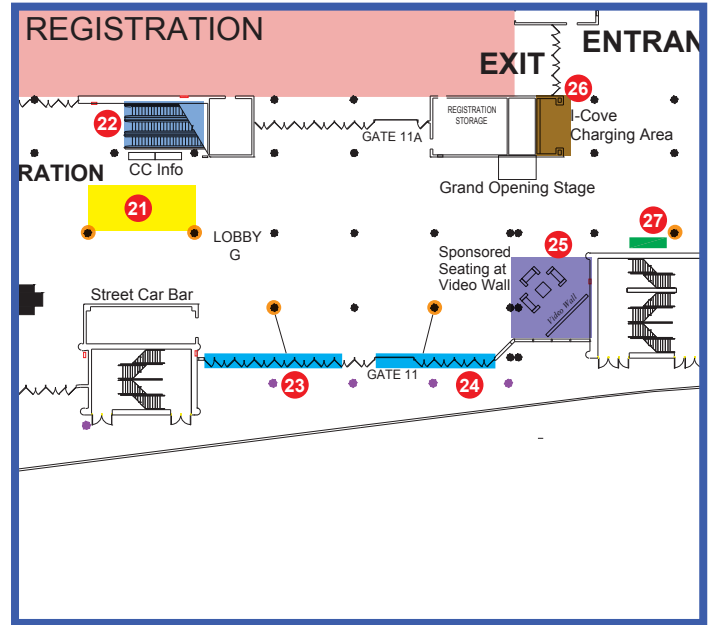 REGISTRATION
ENTRAN
EXIT
26
22
REGISTRATION
STORAGE
I-Cove
Charging Area
GATE 11A
CC Info
RATION
Grand Opening Stage
21
27
LOBBY
G
25
Sponsored
Seating at
Video Wall
Video Wall
Street Car Bar
23
GATE 11
24